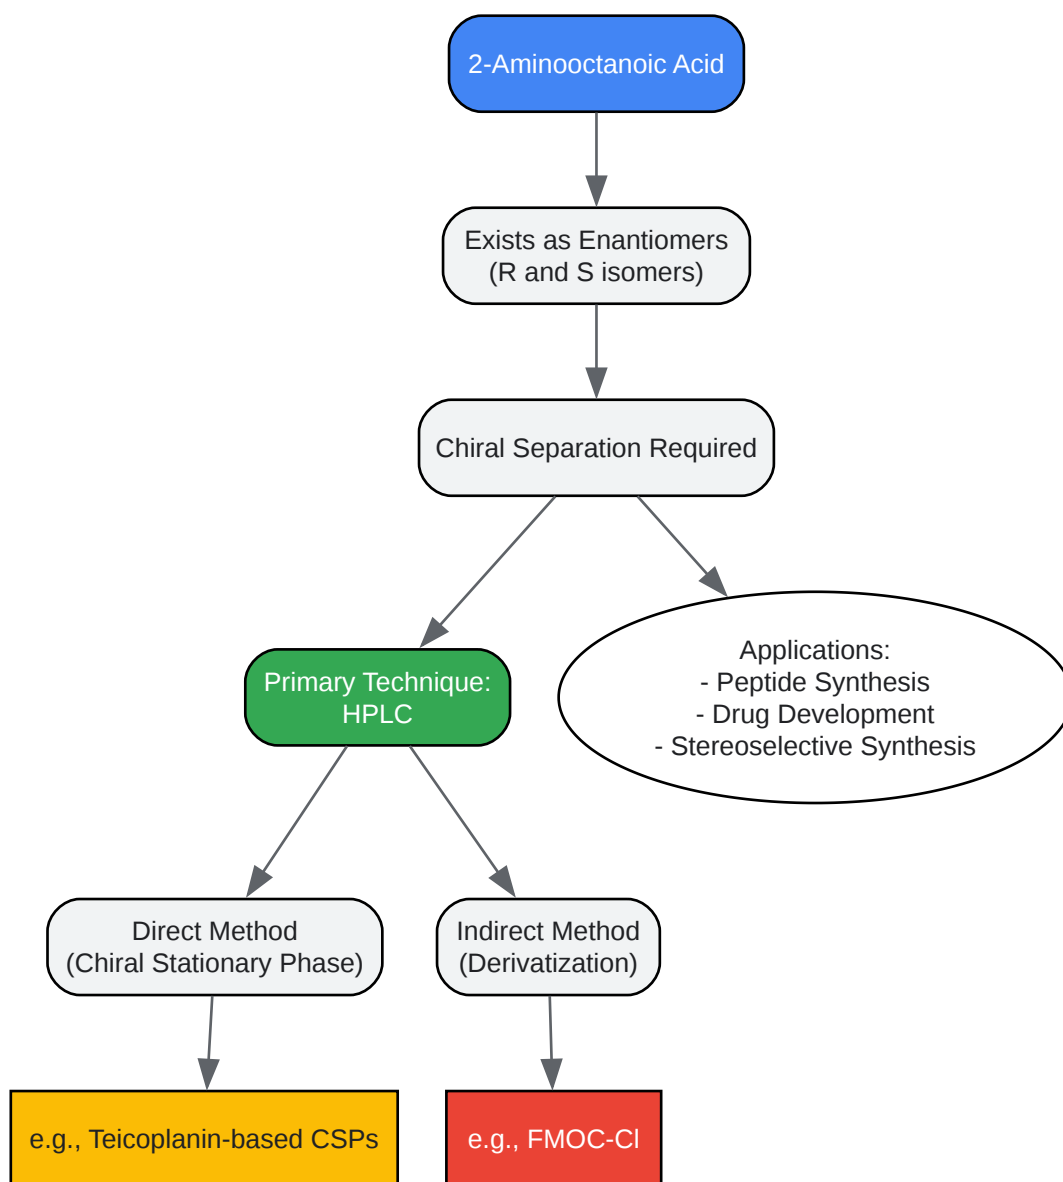 2-Aminooctanoic Acid
Exists as Enantiomers
(R and S isomers)
Chiral Separation Required
Primary Technique:
HPLC
Applications:
- Peptide Synthesis
- Drug Development
- Stereoselective Synthesis
Direct Method
(Chiral Stationary Phase)
Indirect Method
(Derivatization)
e.g., Teicoplanin-based CSPs
e.g., FMOC-Cl